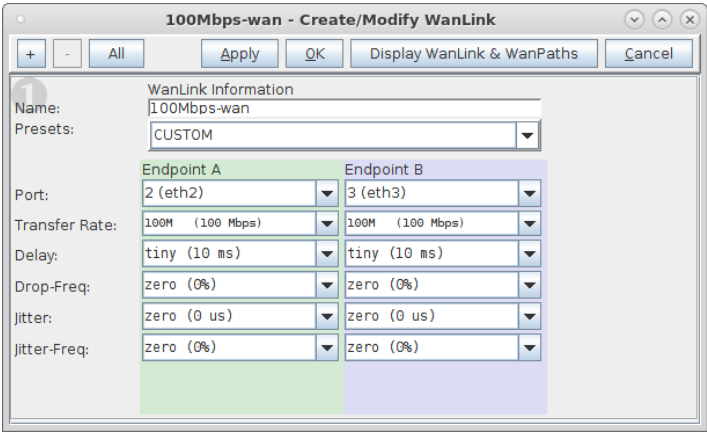 100Mbps-wan - Create/Modify WanLink
+ - All Apply OK Display WanLink & WanPaths Cancel
1
WanLink Information
Name: 100Mbps-wan
Presets: CUSTOM
Endpoint A Endpoint B
Port: 2 (eth2) 3 (eth3)
Transfer Rate: 100M (100 Mbps) 100M (100 Mbps)
Delay: tiny (10 ms) tiny (10 ms)
Drop-Freq: zero (0%) zero (0%)
Jitter: zero (0 us) zero (0 us)
Jitter-Freq: zero (0%) zero (0%)